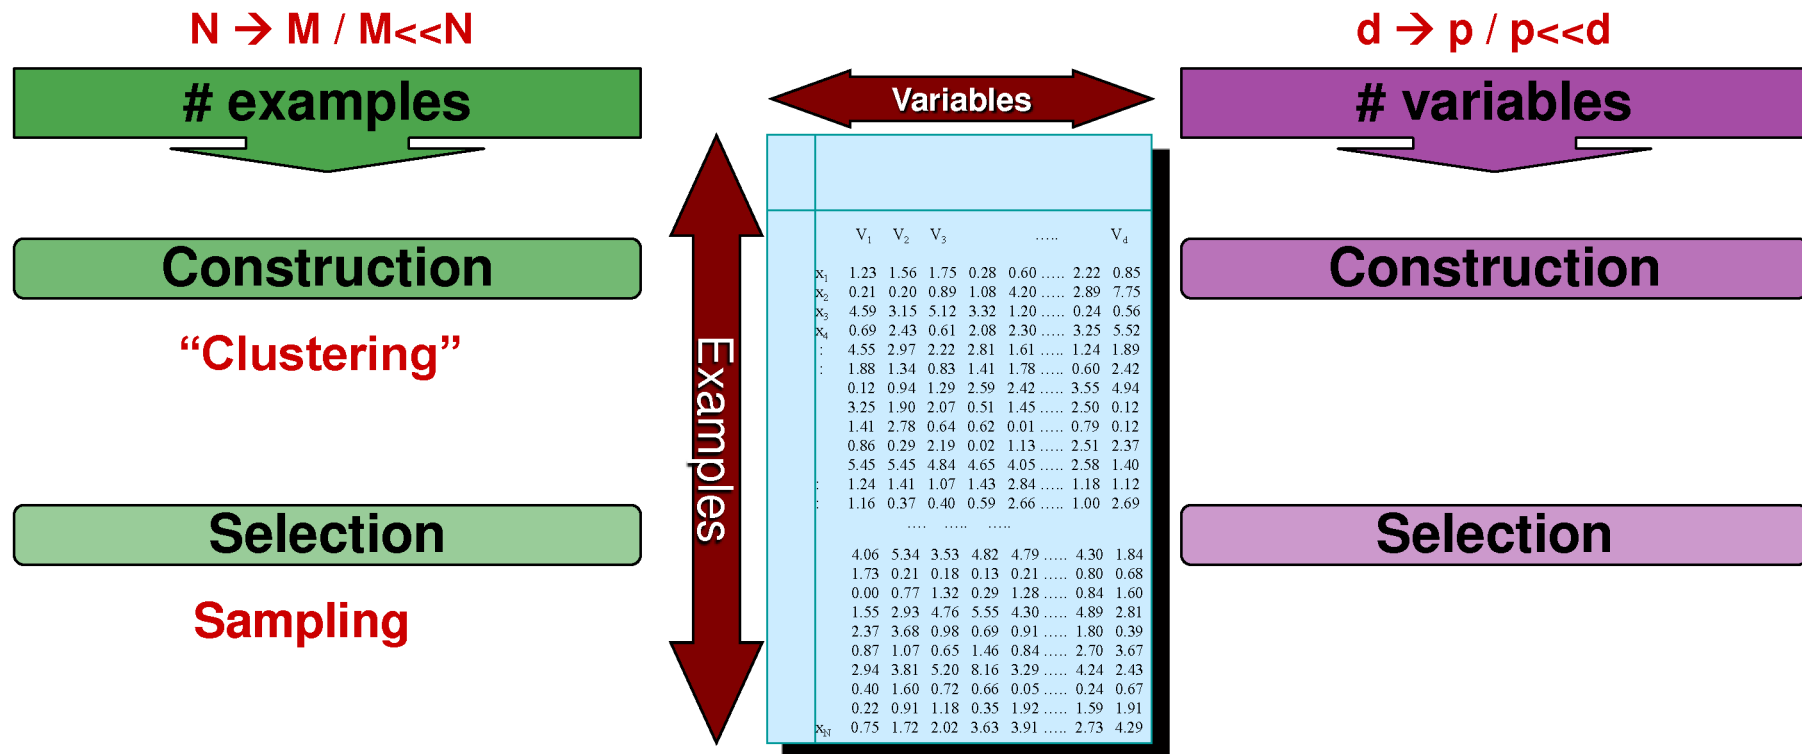 N → M / M<<N
# examples
Construction
“Clustering”
Selection
Sampling
Variables
Examples
V1 V2 V3 ..... Vd
x1 1.23 1.56 1.75 0.28 0.60 ..... 2.22 0.85
x2 0.21 0.20 0.89 1.08 4.20 ..... 2.89 7.75
x3 4.59 3.15 5.12 3.32 1.20 ..... 0.24 0.56
x4 0.69 2.43 0.61 2.08 2.30 ..... 3.25 5.52
: 4.55 2.97 2.22 2.81 1.61 ..... 1.24 1.89
: 1.88 1.34 0.83 1.41 1.78 ..... 0.60 2.42
0.12 0.94 1.29 2.59 2.42 ..... 3.55 4.94
3.25 1.90 2.07 0.51 1.45 ..... 2.50 0.12
1.41 2.78 0.64 0.62 0.01 ..... 0.79 0.12
0.86 0.29 2.19 0.02 1.13 ..... 2.51 2.37
5.45 5.45 4.84 4.65 4.05 ..... 2.58 1.40
: 1.24 1.41 1.07 1.43 2.84 ..... 1.18 1.12
: 1.16 0.37 0.40 0.59 2.66 ..... 1.00 2.69
.... ..... .....
4.06 5.34 3.53 4.82 4.79 ..... 4.30 1.84
1.73 0.21 0.18 0.13 0.21 ..... 0.80 0.68
0.00 0.77 1.32 0.29 1.28 ..... 0.84 1.60
1.55 2.93 4.76 5.55 4.30 ..... 4.89 2.81
2.37 3.68 0.98 0.69 0.91 ..... 1.80 0.39
0.87 1.07 0.65 1.46 0.84 ..... 2.70 3.67
2.94 3.81 5.20 8.16 3.29 ..... 4.24 2.43
0.40 1.60 0.72 0.66 0.05 ..... 0.24 0.67
0.22 0.91 1.18 0.35 1.92 ..... 1.59 1.91
xN 0.75 1.72 2.02 3.63 3.91 ..... 2.73 4.29
d → p / p<<d
# variables
Construction
Selection